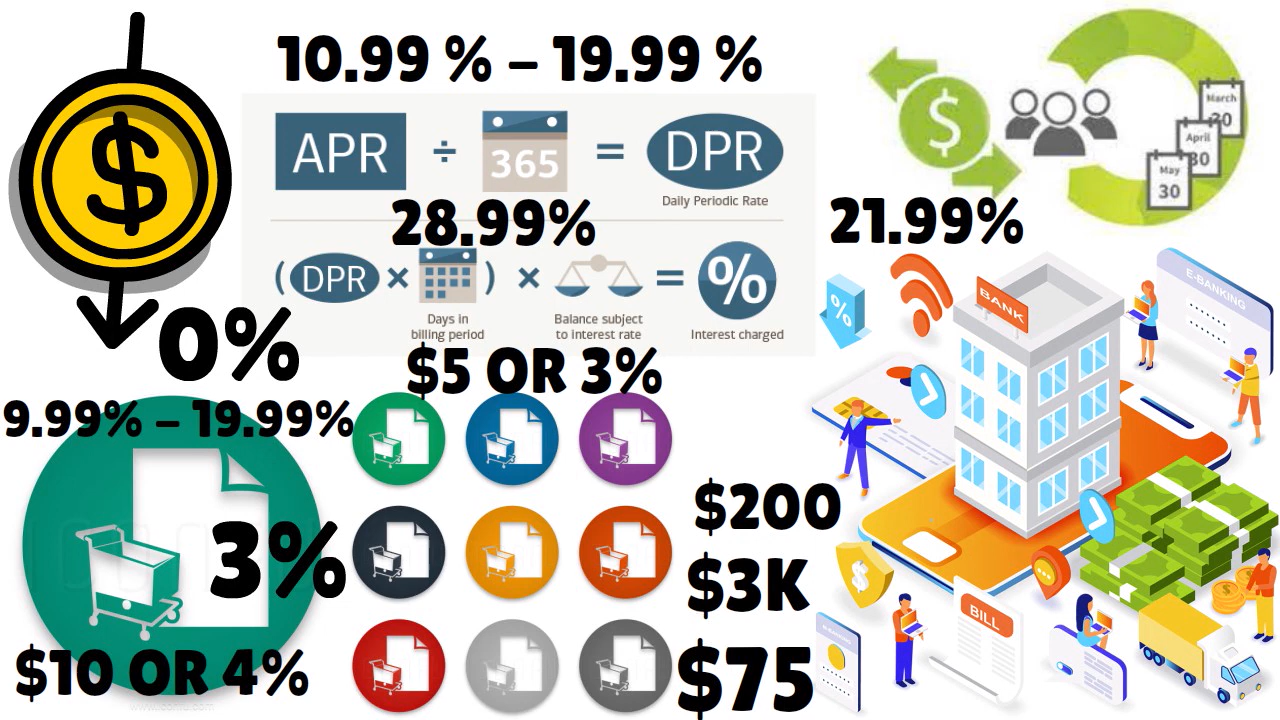 10.99 % – 19.99 %
APR ÷ 365 = DPR
Daily Periodic Rate
28.99%
(DPR × ) × = %
Days in
billing period
Balance subject
to interest rate
Interest charged
$5 OR 3%
$
0%
9.99% – 19.99%
3%
$10 OR 4%
$
March
30
April
30
May
30
21.99%
BANK
E-BANKING
%
$200
$3K
$75
$
BILL